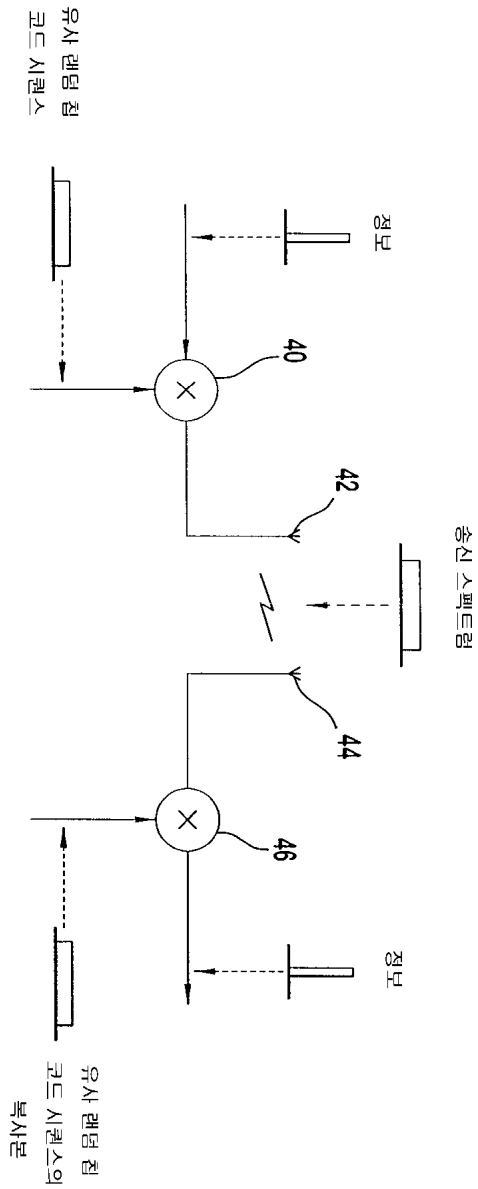 송신 스펙트럼
정보
정보
42
44
40
46
유사 랜덤 칩
코드 시퀀스
유사 랜덤 칩
코드 시퀀스의
복사본